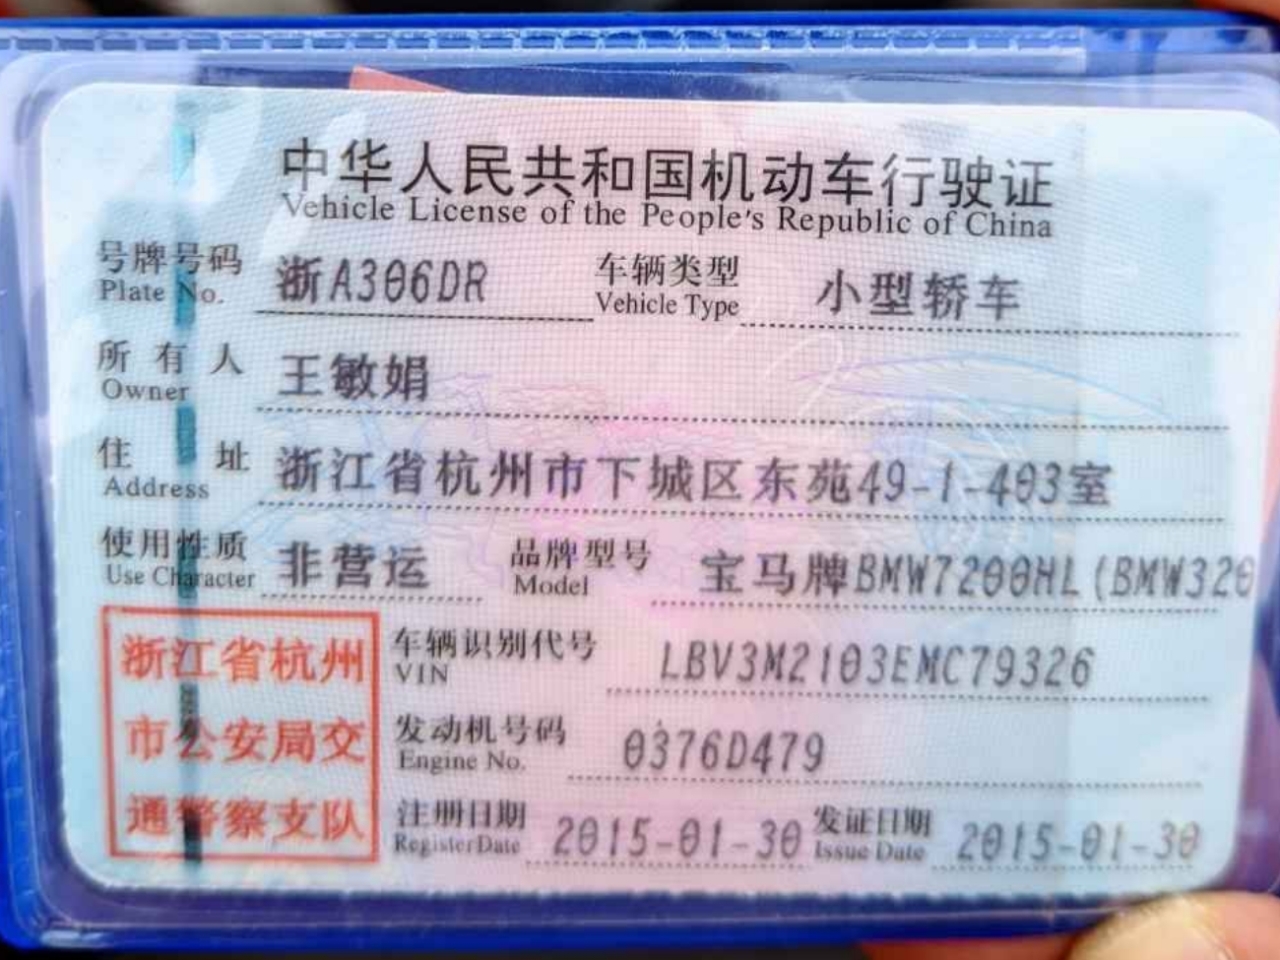 中华人民共和国机动车行驶证
Vehicle License of the People's Republic of China
号牌号码 浙A306DR 车辆类型 小型轿车
Plate No. Vehicle Type
所有人 王敏娟
Owner
住址 浙江省杭州市下城区东苑49-1-403室
Address
使用性质 非营运 品牌型号 宝马牌BMW7200HL(BMW320
Use Character Model
浙江省杭州
市公安局交
通警察支队
车辆识别代号 LBV3M2103EMC79326
VIN
发动机号码 0376D479
Engine No.
注册日期 2015-01-30 发证日期 2015-01-30
Register Date Issue Date